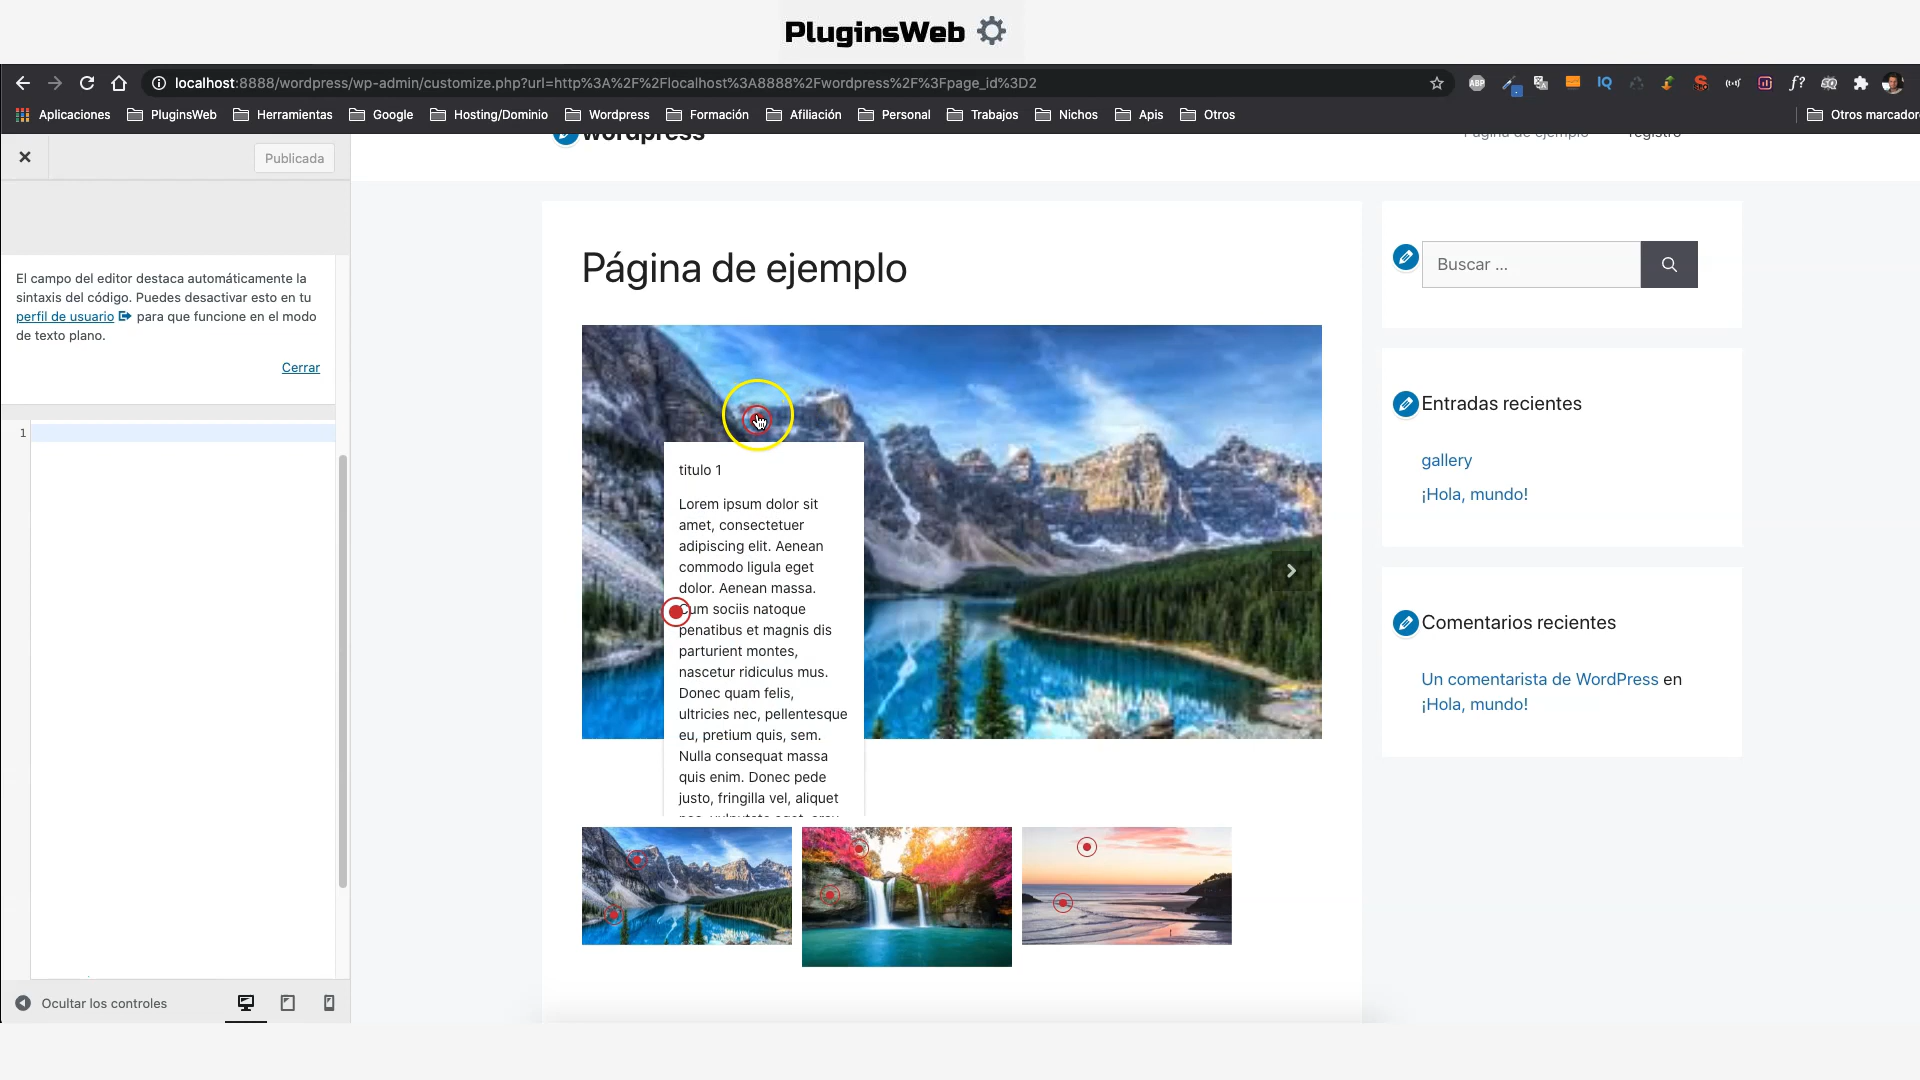 PluginsWeb
localhost:8888/wordpress/wp-admin/customize.php?url=http%3A%2F%2Flocalhost%3A8888%2Fwordpress%2F%3Fpage_id%3D2
ABP
IQ
f?
Aplicaciones
PluginsWeb
Herramientas
Google
Hosting/Dominio
Wordpress
Formación
Afiliación
Personal
Trabajos
Nichos
Apis
Otros
Otros marcador
wordpress
Página de ejemplo
registro
Publicada
El campo del editor destaca automáticamente la
sintaxis del código. Puedes desactivar esto en tu
perfil de usuario para que funcione en el modo
de texto plano.
Cerrar
1
Ocultar los controles
Página de ejemplo
titulo 1
Lorem ipsum dolor sit
amet, consectetuer
adipiscing elit. Aenean
commodo ligula eget
dolor. Aenean massa.
Cum sociis natoque
penatibus et magnis dis
parturient montes,
nascetur ridiculus mus.
Donec quam felis,
ultricies nec, pellentesque
eu, pretium quis, sem.
Nulla consequat massa
quis enim. Donec pede
justo, fringilla vel, aliquet
Buscar ...
Entradas recientes
gallery
¡Hola, mundo!
Comentarios recientes
Un comentarista de WordPress en
¡Hola, mundo!